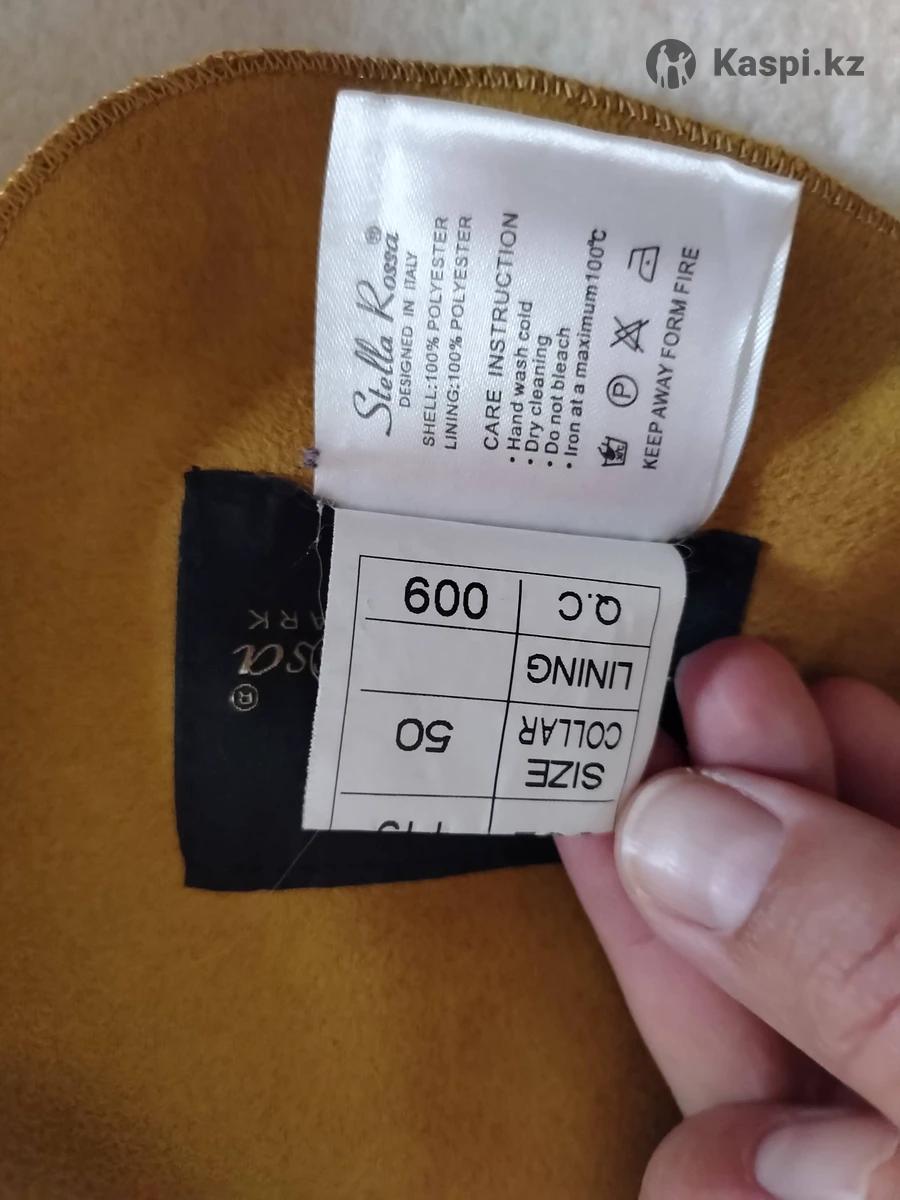 Kaspi.kz
Stella Rossa®
DESIGNED IN ITALY
SHELL:100% POLYESTER
LINING:100% POLYESTER
CARE INSTRUCTION
• Hand wash cold
• Dry cleaning
• Do not bleach
• Iron at a maximum100℃
P
KEEP AWAY FORM FIRE
SIZE
COLLAR 50
LINING
Q.C 009